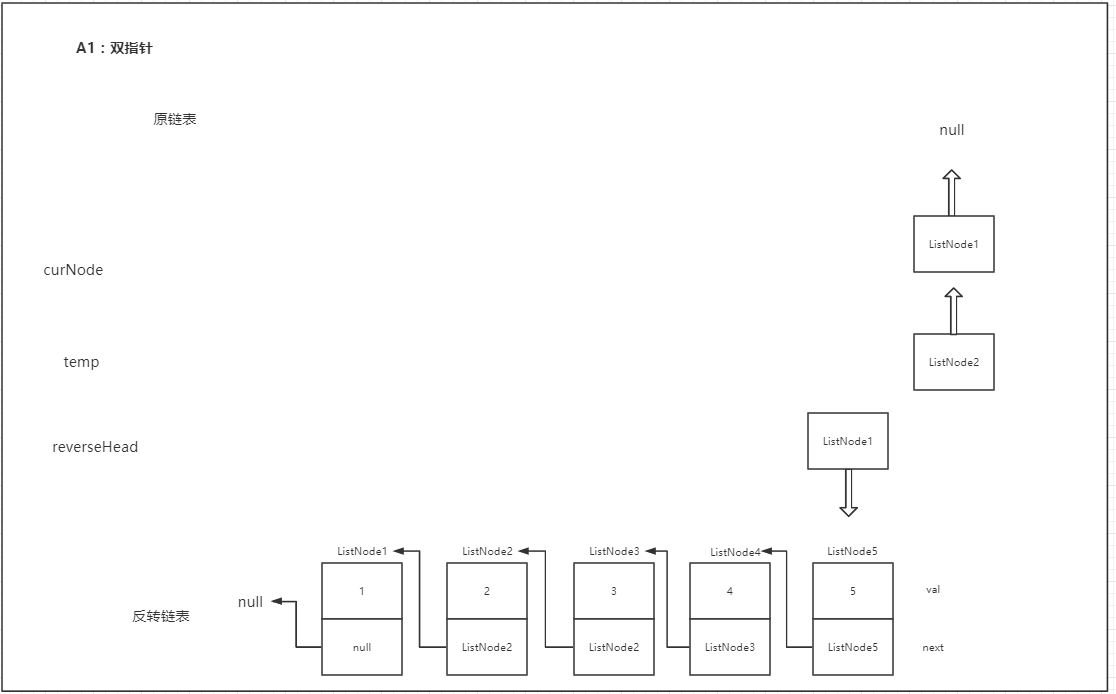 A1：双指针
原链表
null
ListNode1
curNode
temp
ListNode2
reverseHead
ListNode1
ListNode1 ListNode2 ListNode3 ListNode4 ListNode5
1 2 3 4 5 val
null
反转链表
null ListNode2 ListNode2 ListNode3 ListNode5 next